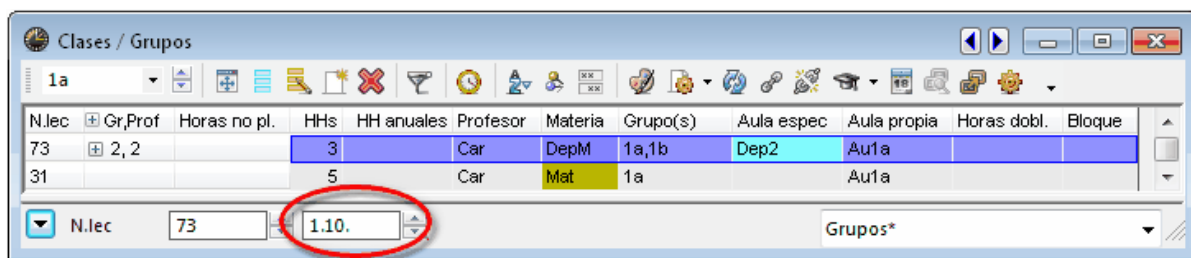 Clases / Grupos
1a
N.lec Gr,Prof Horas no pl. HHs HH anuales Profesor Materia Grupo(s) Aula espec Aula propia Horas dobl. Bloque
73 2, 2 3 Car DepM 1a,1b Dep2 Au1a
31 5 Car Mat 1a Au1a
N.lec 73 1.10. Grupos*